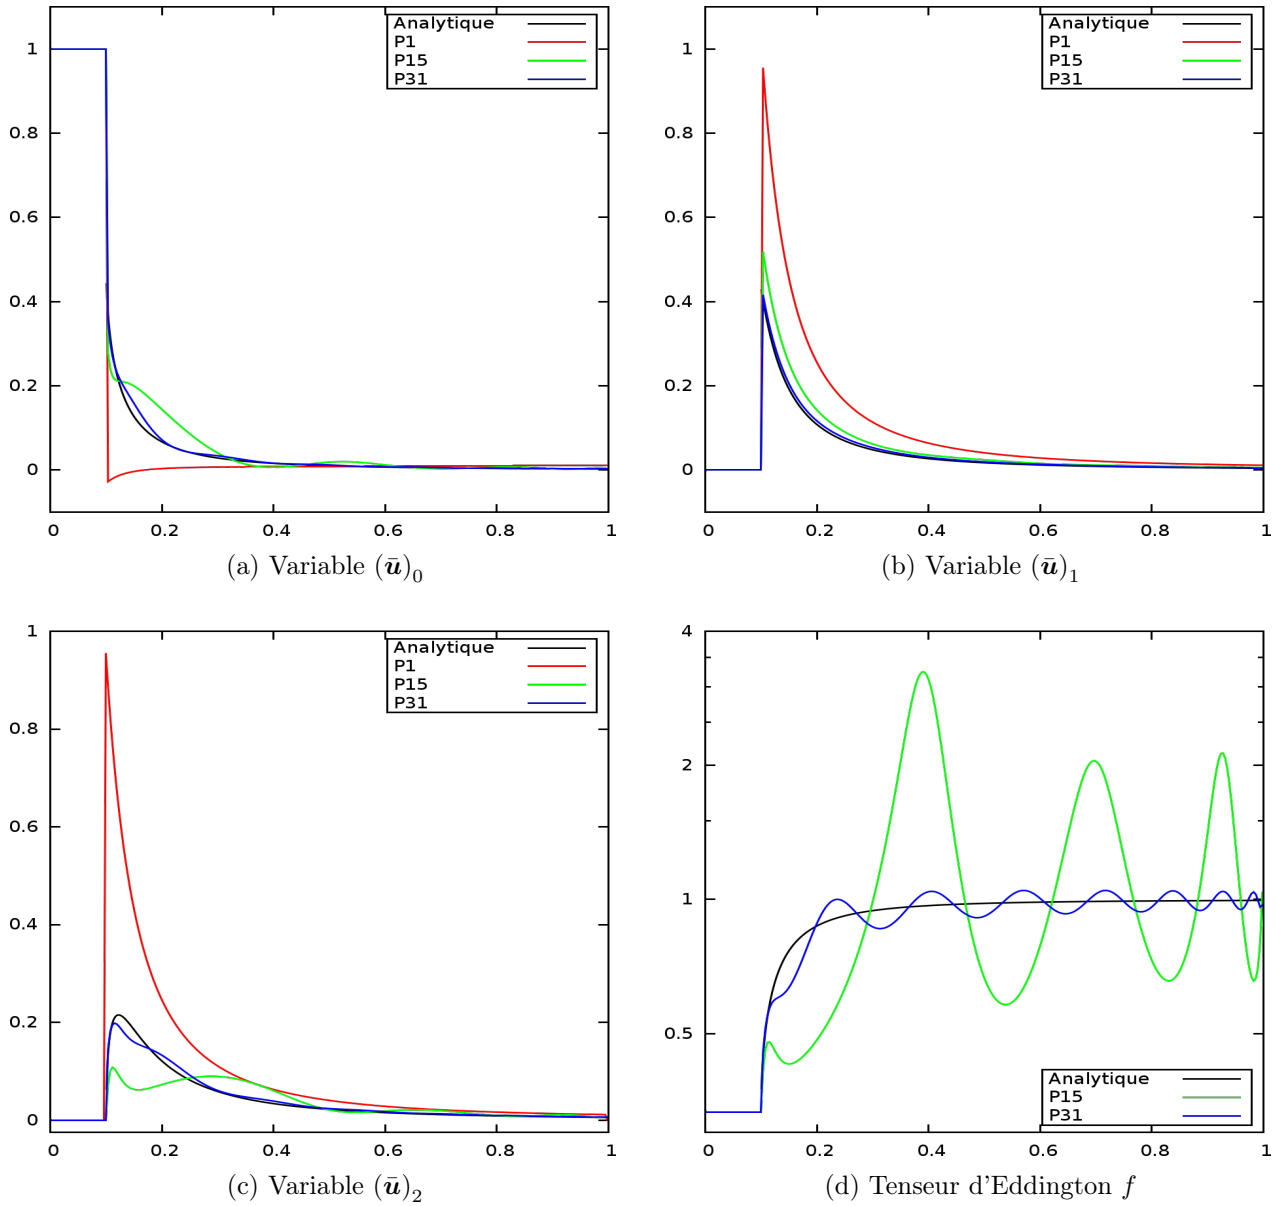 Analytique
P1
P15
P31
1
0.8
0.6
0.4
0.2
0
0 0.2 0.4 0.6 0.8 1
(a) Variable (ū)₀
Analytique
P1
P15
P31
1
0.8
0.6
0.4
0.2
0
0 0.2 0.4 0.6 0.8 1
(b) Variable (ū)₁
Analytique
P1
P15
P31
1
0.8
0.6
0.4
0.2
0
0 0.2 0.4 0.6 0.8 1
(c) Variable (ū)₂
4
2
1
0.5
Analytique
P15
P31
0 0.2 0.4 0.6 0.8 1
(d) Tenseur d'Eddington f